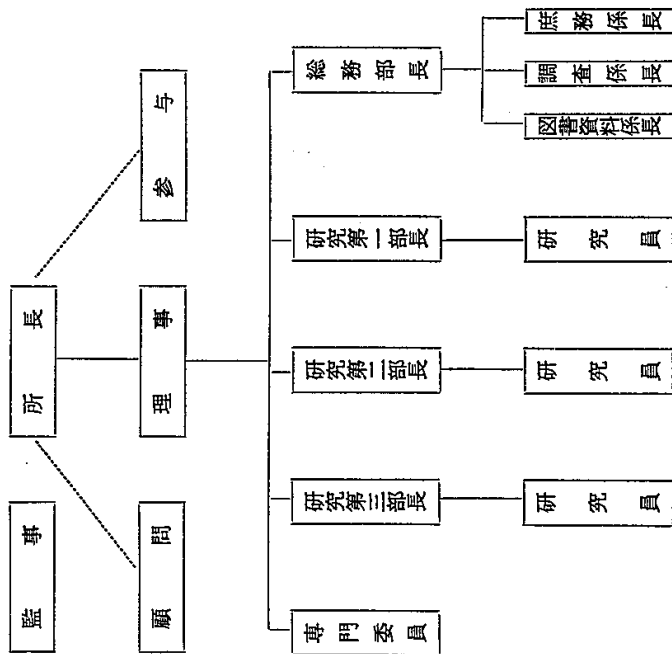 監事
所長
顧問
理事
参与
専門委員
研究第三部長
研究第二部長
研究第一部長
総務部長
研究員
研究員
研究員
図書資料係長
調査係長
庶務係長